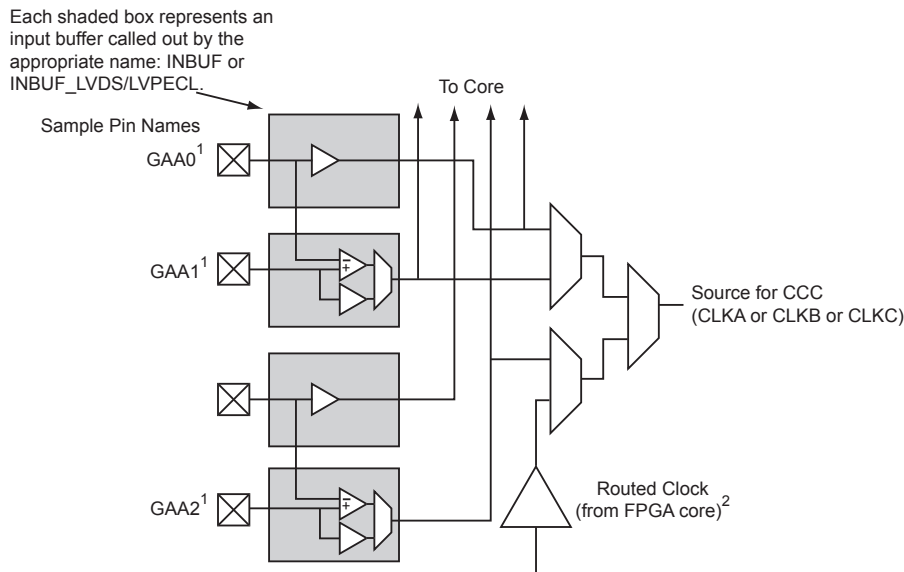 Each shaded box represents an
input buffer called out by the
appropriate name: INBUF or
INBUF_LVDS/LVPECL.
To Core
Sample Pin Names
GAA0¹
GAA1¹
GAA2¹
- +
- +
Source for CCC
(CLKA or CLKB or CLKC)
Routed Clock
(from FPGA core)²